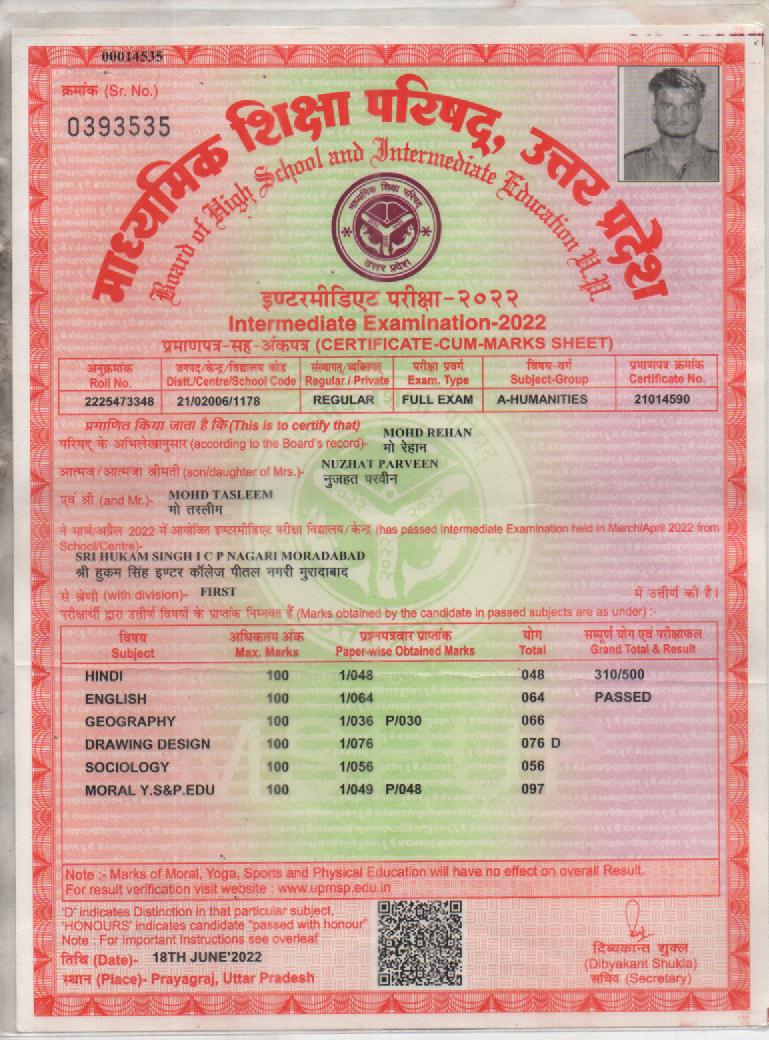 00014535
क्रमांक (Sr. No.)
0393535
माध्यमिक शिक्षा परिषद्, उत्तर प्रदेश
Board of High School and Intermediate Education U.P.
माध्यमिक शिक्षा परिषद्
उत्तर प्रदेश
इण्टरमीडिएट परीक्षा-२०२२
Intermediate Examination-2022
प्रमाणपत्र-सह-अंकपत्र (CERTIFICATE-CUM-MARKS SHEET)
अनुक्रमांक जनपद/केन्द्र/विद्यालय कोड संस्थागत/व्यक्तिगत परीक्षा प्रवर्ग विषय-वर्ग प्रमाणपत्र क्रमांक
Roll No. Distt./Centre/School Code Regular / Private Exam. Type Subject-Group Certificate No.
2225473348 21/02006/1178 REGULAR FULL EXAM A-HUMANITIES 21014590
प्रमाणित किया जाता है कि (This is to certify that)
MOHD REHAN
परिषद् के अभिलेखानुसार (according to the Board's record)- मो रेहान
NUZHAT PARVEEN
आत्मज/आत्मजा श्रीमती (son/daughter of Mrs.)- नुजहत परवीन
MOHD TASLEEM
एवं श्री (and Mr.)- मो तस्लीम
ने मार्च/अप्रैल 2022 में आयोजित इण्टरमीडिएट परीक्षा विद्यालय/केन्द्र (has passed Intermediate Examination held in March/April 2022 from
School/Centre)-
SRI HUKAM SINGH I C P NAGARI MORADABAD
श्री हुकम सिंह इण्टर कॉलेज पीतल नगरी मुरादाबाद
से श्रेणी (with division)- FIRST में उत्तीर्ण की है।
परीक्षार्थी द्वारा उत्तीर्ण विषयों के प्राप्तांक निम्नवत् हैं (Marks obtained by the candidate in passed subjects are as under) :-
विषय अधिकतम अंक प्रश्नपत्रवार प्राप्तांक योग सम्पूर्ण योग एवं परीक्षाफल
Subject Max. Marks Paper-wise Obtained Marks Total Grand Total & Result
HINDI 100 1/048 048 310/500
ENGLISH 100 1/064 064 PASSED
GEOGRAPHY 100 1/036 P/030 066
DRAWING DESIGN 100 1/076 076 D
SOCIOLOGY 100 1/056 056
MORAL Y.S&P.EDU 100 1/049 P/048 097
Note :- Marks of Moral, Yoga, Sports and Physical Education will have no effect on overall Result.
For result verification visit website : www.upmsp.edu.in
'D' indicates Distinction in that particular subject,
'HONOURS' indicates candidate "passed with honour"
Note : For important Instructions see overleaf
तिथि (Date)- 18TH JUNE'2022
स्थान (Place)- Prayagraj, Uttar Pradesh
दिब्यकान्त शुक्ल
(Dibyakant Shukla)
सचिव (Secretary)